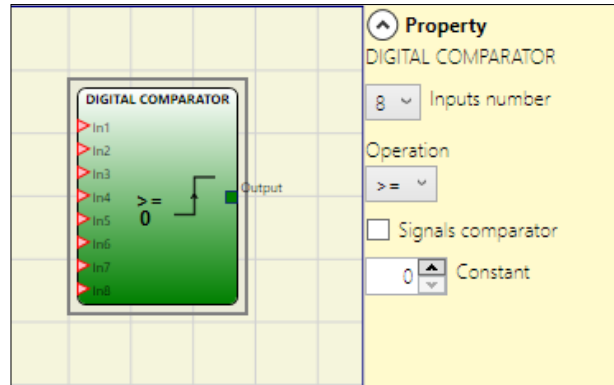 DIGITAL COMPARATOR
In1
In2
In3
In4
In5
In6
In7
In8
>=
0
Output
Property
DIGITAL COMPARATOR
8 Inputs number
Operation
>=
Signals comparator
0 Constant